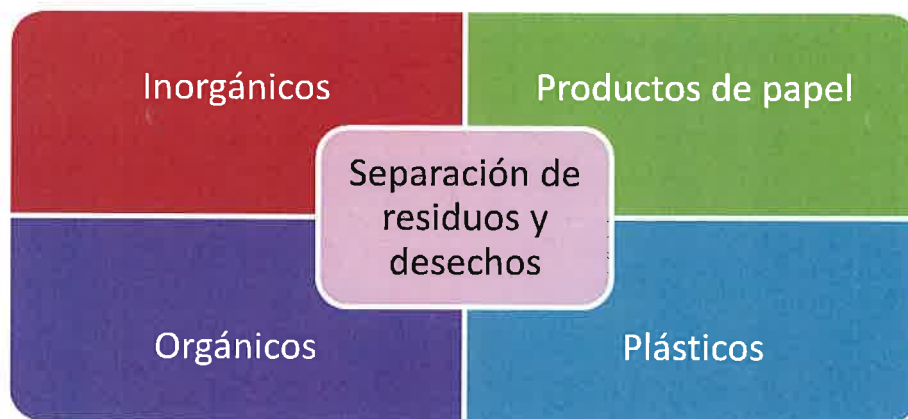 Inorgánicos
Productos de papel
Separación de
residuos y
desechos
Orgánicos
Plásticos